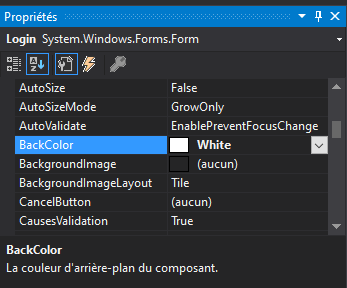 Propriétés
Login System.Windows.Forms.Form
AutoSize False
AutoSizeMode GrowOnly
AutoValidate EnablePreventFocusChange
BackColor White
BackgroundImage (aucun)
BackgroundImageLayout Tile
CancelButton (aucun)
CausesValidation True
BackColor
La couleur d'arrière-plan du composant.